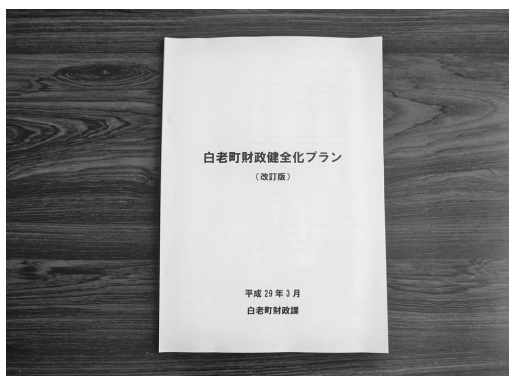 白老町財政健全化プラン
（改訂版）
平成 29 年 3 月
白老町財政課